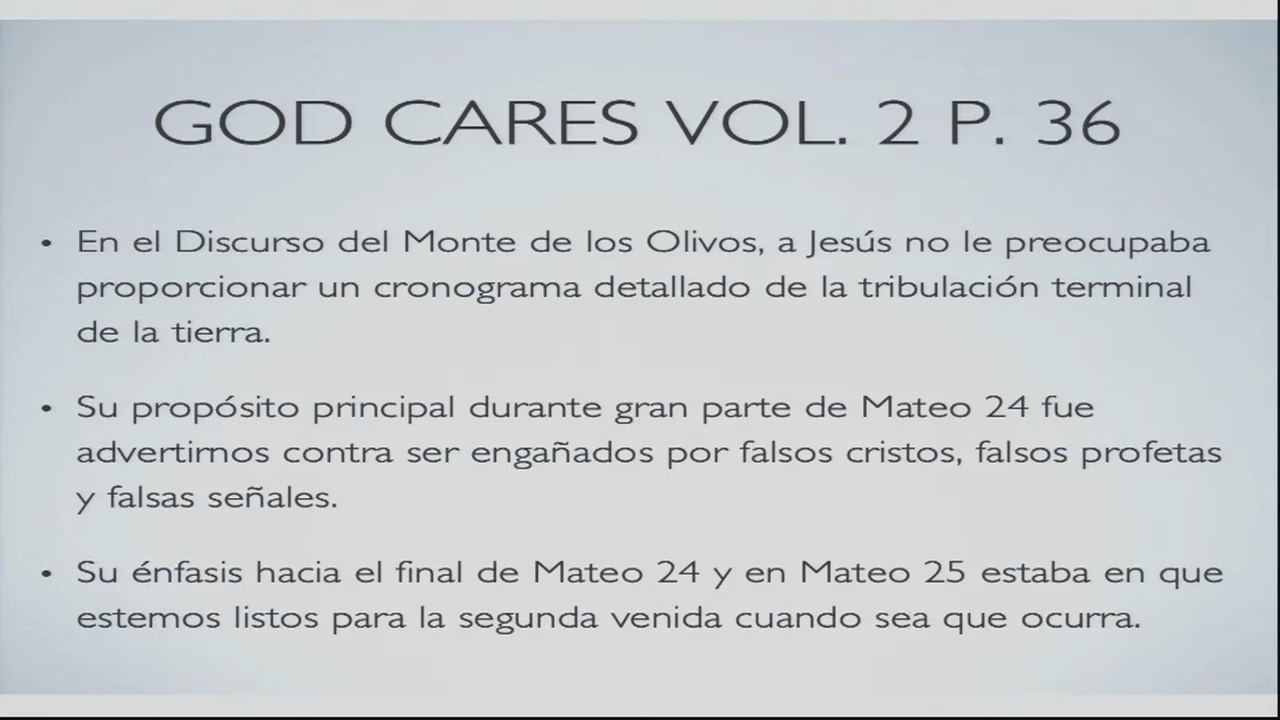 GOD CARES VOL. 2 P. 36
• En el Discurso del Monte de los Olivos, a Jesús no le preocupaba
proporcionar un cronograma detallado de la tribulación terminal
de la tierra.
• Su propósito principal durante gran parte de Mateo 24 fue
advertirnos contra ser engañados por falsos cristos, falsos profetas
y falsas señales.
• Su énfasis hacia el final de Mateo 24 y en Mateo 25 estaba en que
estemos listos para la segunda venida cuando sea que ocurra.